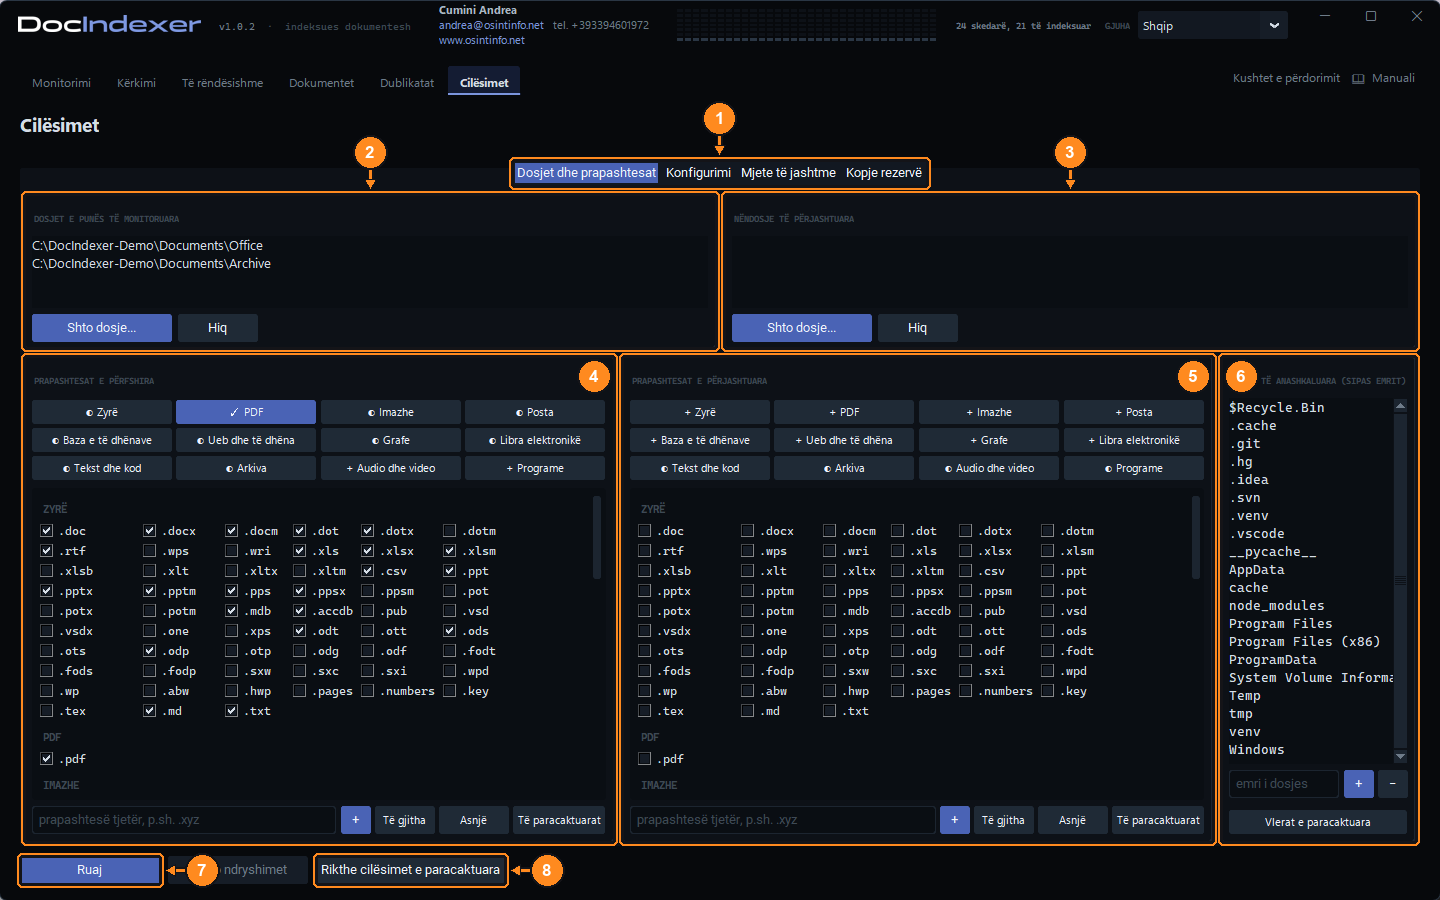 DocIndexer v1.0.2 · indeksues dokumentesh
Cumini Andrea
andrea@osintinfo.net tel. +393394601972
www.osintinfo.net
24 skedarë, 21 të indeksuar GJUHA Shqip
Monitorimi Kërkimi Të rëndësishme Dokumentet Dublikatat Cilësimet
Kushtet e përdorimit Manuali
Cilësimet
1
2
3
Dosjet dhe prapashtesat Konfigurimi Mjete të jashtme Kopje rezervë
DOSJET E PUNËS TË MONITORUARA
C:\DocIndexer-Demo\Documents\Office
C:\DocIndexer-Demo\Documents\Archive
Shto dosje... Hiq
NËNDOSJE TË PËRJASHTUARA
Shto dosje... Hiq
PRAPASHTESAT E PËRFSHIRA 4
Zyrë ✓ PDF Imazhe Posta
Baza e të dhënave Ueb dhe të dhëna Grafe Libra elektronikë
Tekst dhe kod Arkiva + Audio dhe video + Programe
ZYRË
.doc .docx .docm .dot .dotx .dotm
.rtf .wps .wri .xls .xlsx .xlsm
.xlsb .xlt .xltx .xltm .csv .ppt
.pptx .pptm .pps .ppsx .ppsm .pot
.potx .potm .mdb .accdb .pub .vsd
.vsdx .one .xps .odt .ott .ods
.ots .odp .otp .odg .odf .fodt
.fods .fodp .sxw .sxc .sxi .wpd
.wp .abw .hwp .pages .numbers .key
.tex .md .txt
PDF
.pdf
IMAZHE
prapashtesë tjetër, p.sh. .xyz + Të gjitha Asnjë Të paracaktuarat
PRAPASHTESAT E PËRJASHTUARA 5
+ Zyrë + PDF + Imazhe + Posta
+ Baza e të dhënave + Ueb dhe të dhëna + Grafe + Libra elektronikë
Tekst dhe kod Arkiva Audio dhe video Programe
ZYRË
.doc .docx .docm .dot .dotx .dotm
.rtf .wps .wri .xls .xlsx .xlsm
.xlsb .xlt .xltx .xltm .csv .ppt
.pptx .pptm .pps .ppsx .ppsm .pot
.potx .potm .mdb .accdb .pub .vsd
.vsdx .one .xps .odt .ott .ods
.ots .odp .otp .odg .odf .fodt
.fods .fodp .sxw .sxc .sxi .wpd
.wp .abw .hwp .pages .numbers .key
.tex .md .txt
PDF
.pdf
IMAZHE
prapashtesë tjetër, p.sh. .xyz + Të gjitha Asnjë Të paracaktuarat
6 TË ANASHKALUARA (SIPAS EMRIT)
$Recycle.Bin
.cache
.git
.hg
.idea
.svn
.venv
.vscode
__pycache__
AppData
cache
node_modules
Program Files
Program Files (x86)
ProgramData
System Volume Informa
Temp
tmp
venv
Windows
emri i dosjes + -
Vlerat e paracaktuara
Ruaj 7 ndryshimet Rikthe cilësimet e paracaktuara 8